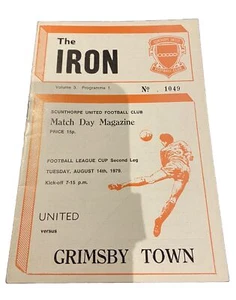 The
IRON
Volume 3 Programme 1
No. 1049
SCUNTHORPE UNITED FOOTBALL CLUB
Match Day Magazine
PRICE 15p.
FOOTBALL LEAGUE CUP Second Leg
TUESDAY, AUGUST 14th, 1979.
Kick-off 7-15 p.m.
UNITED
versus
GRIMSBY TOWN